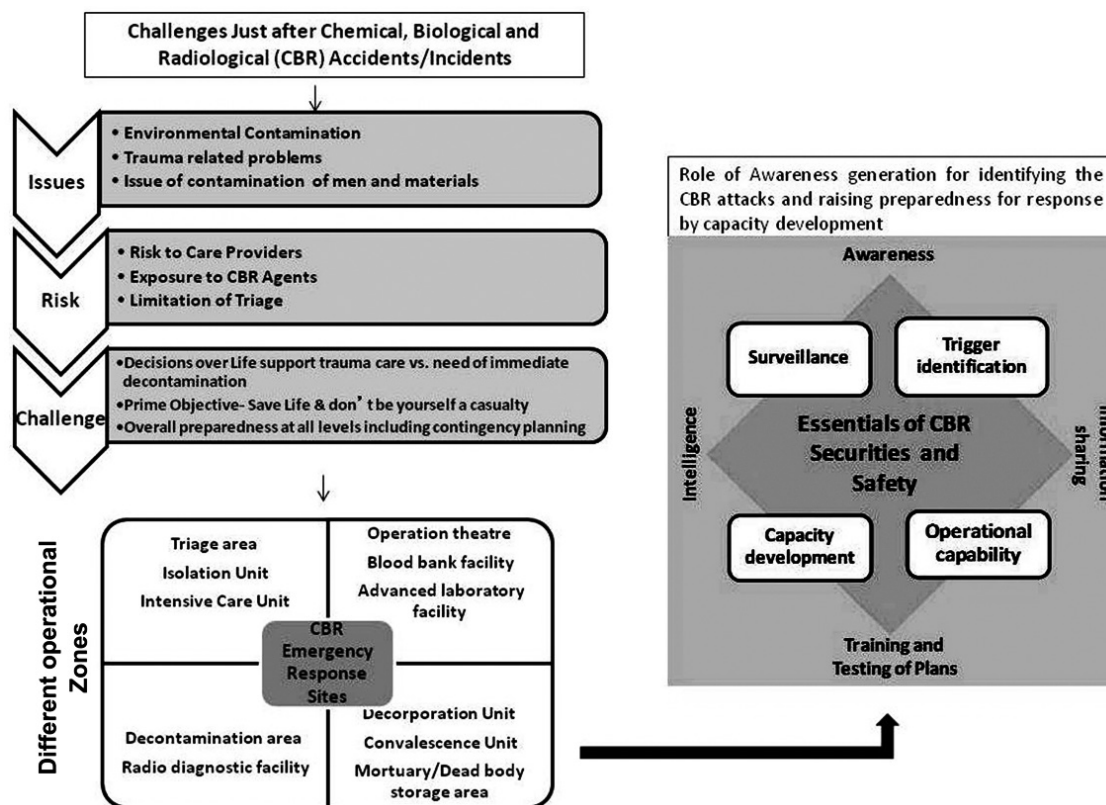 Challenges Just after Chemical, Biological and
Radiological (CBR) Accidents/Incidents
Issues
• Environmental Contamination
• Trauma related problems
• Issue of contamination of men and materials
Risk
• Risk to Care Providers
• Exposure to CBR Agents
• Limitation of Triage
Challenge
•Decisions over Life support trauma care vs. need of immediate
decontamination
•Prime Objective- Save Life & don't be yourself a casualty
•Overall preparedness at all levels including contingency planning
Different operational
Zones
Triage area
Isolation Unit
Intensive Care Unit
Operation theatre
Blood bank facility
Advanced laboratory
facility
CBR
Emergency
Response
Sites
Decontamination area
Radio diagnostic facility
Decorporation Unit
Convalescence Unit
Mortuary/Dead body
storage area
Role of Awareness generation for identifying the
CBR attacks and raising preparedness for response
by capacity development
Awareness
Surveillance
Trigger
identification
Intelligence
Essentials of CBR
Securities and
Safety
Information
sharing
Capacity
development
Operational
capability
Training and
Testing of Plans